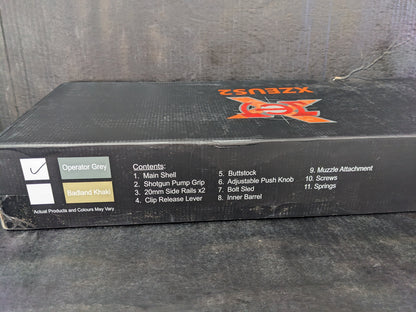 XZEUS2
Operator Grey
Badland Khaki
*Actual Products and Colours May Vary
Contents:
1. Main Shell
2. Shotgun Pump Grip
3. 20mm Side Rails x2
4. Clip Release Lever
5. Buttstock
6. Adjustable Push Knob
7. Bolt Sled
8. Inner Barrel
9. Muzzle Attachment
10. Screws
11. Springs